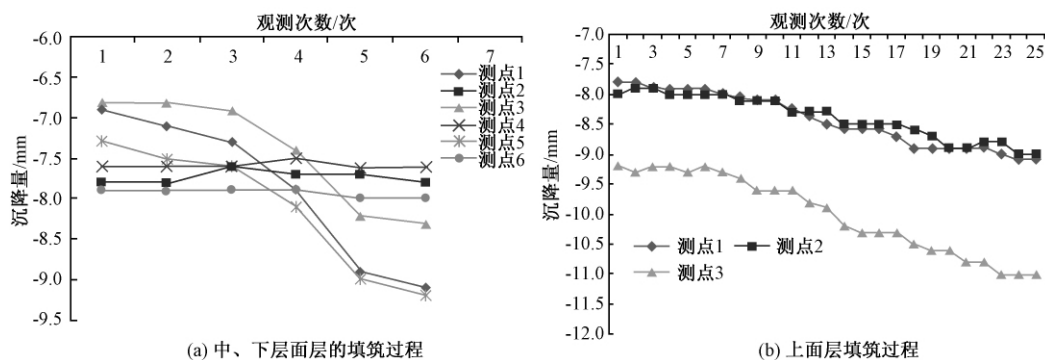 观测次数/次
1 2 3 4 5 6 7
-6.0
-6.5
-7.0
-7.5
-8.0
-8.5
-9.0
-9.5
沉降量/mm
测点1
测点2
测点3
测点4
测点5
测点6
(a) 中、下层面层的填筑过程
观测次数/次
1 3 5 7 9 11 13 15 17 19 21 23 25
-7.0
-7.5
-8.0
-8.5
-9.0
-9.5
-10.0
-10.5
-11.0
-11.5
-12.0
沉降量/mm
测点1 测点2
测点3
(b) 上面层填筑过程